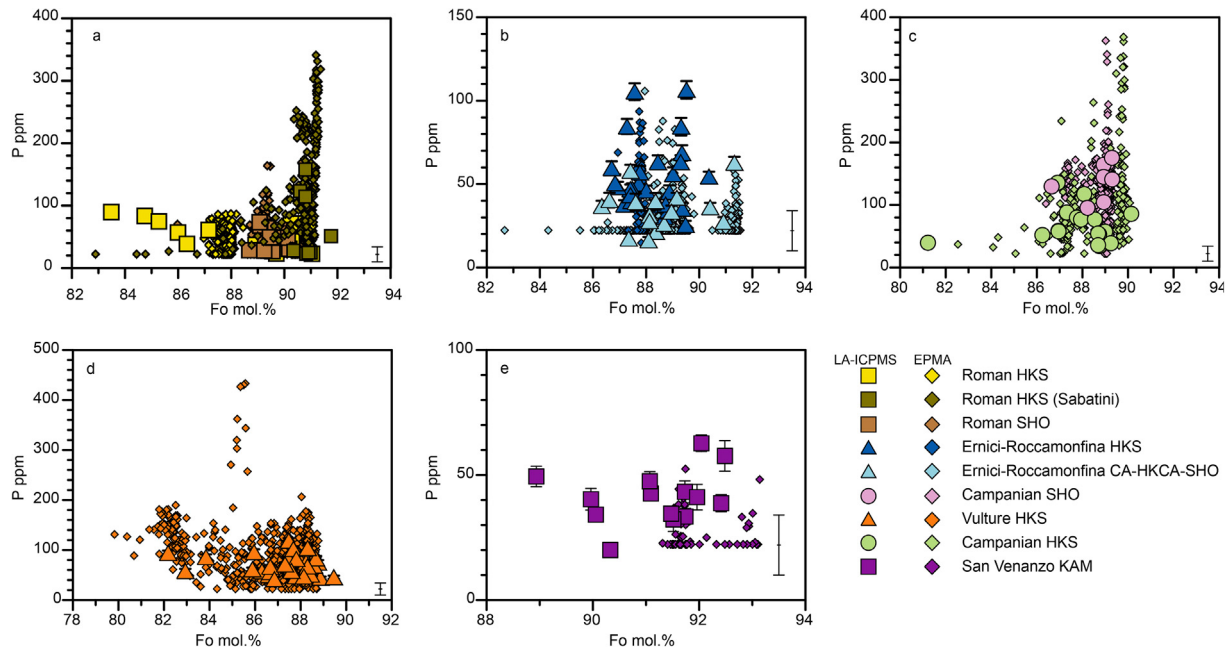 a
P ppm
400
300
200
100
0
82 84 86 88 90 92 94
Fo mol.%
b
P ppm
150
100
50
0
82 84 86 88 90 92 94
Fo mol.%
c
P ppm
400
300
200
100
0
80 82 84 86 88 90 92 94
Fo mol.%
d
P ppm
500
400
300
200
100
0
78 80 82 84 86 88 90 92
Fo mol.%
e
P ppm
100
50
0
88 90 92 94
Fo mol.%
LA-ICPMS EPMA
Roman HKS
Roman HKS (Sabatini)
Roman SHO
Ernici-Roccamonfina HKS
Ernici-Roccamonfina CA-HKCA-SHO
Campanian SHO
Vulture HKS
Campanian HKS
San Venanzo KAM